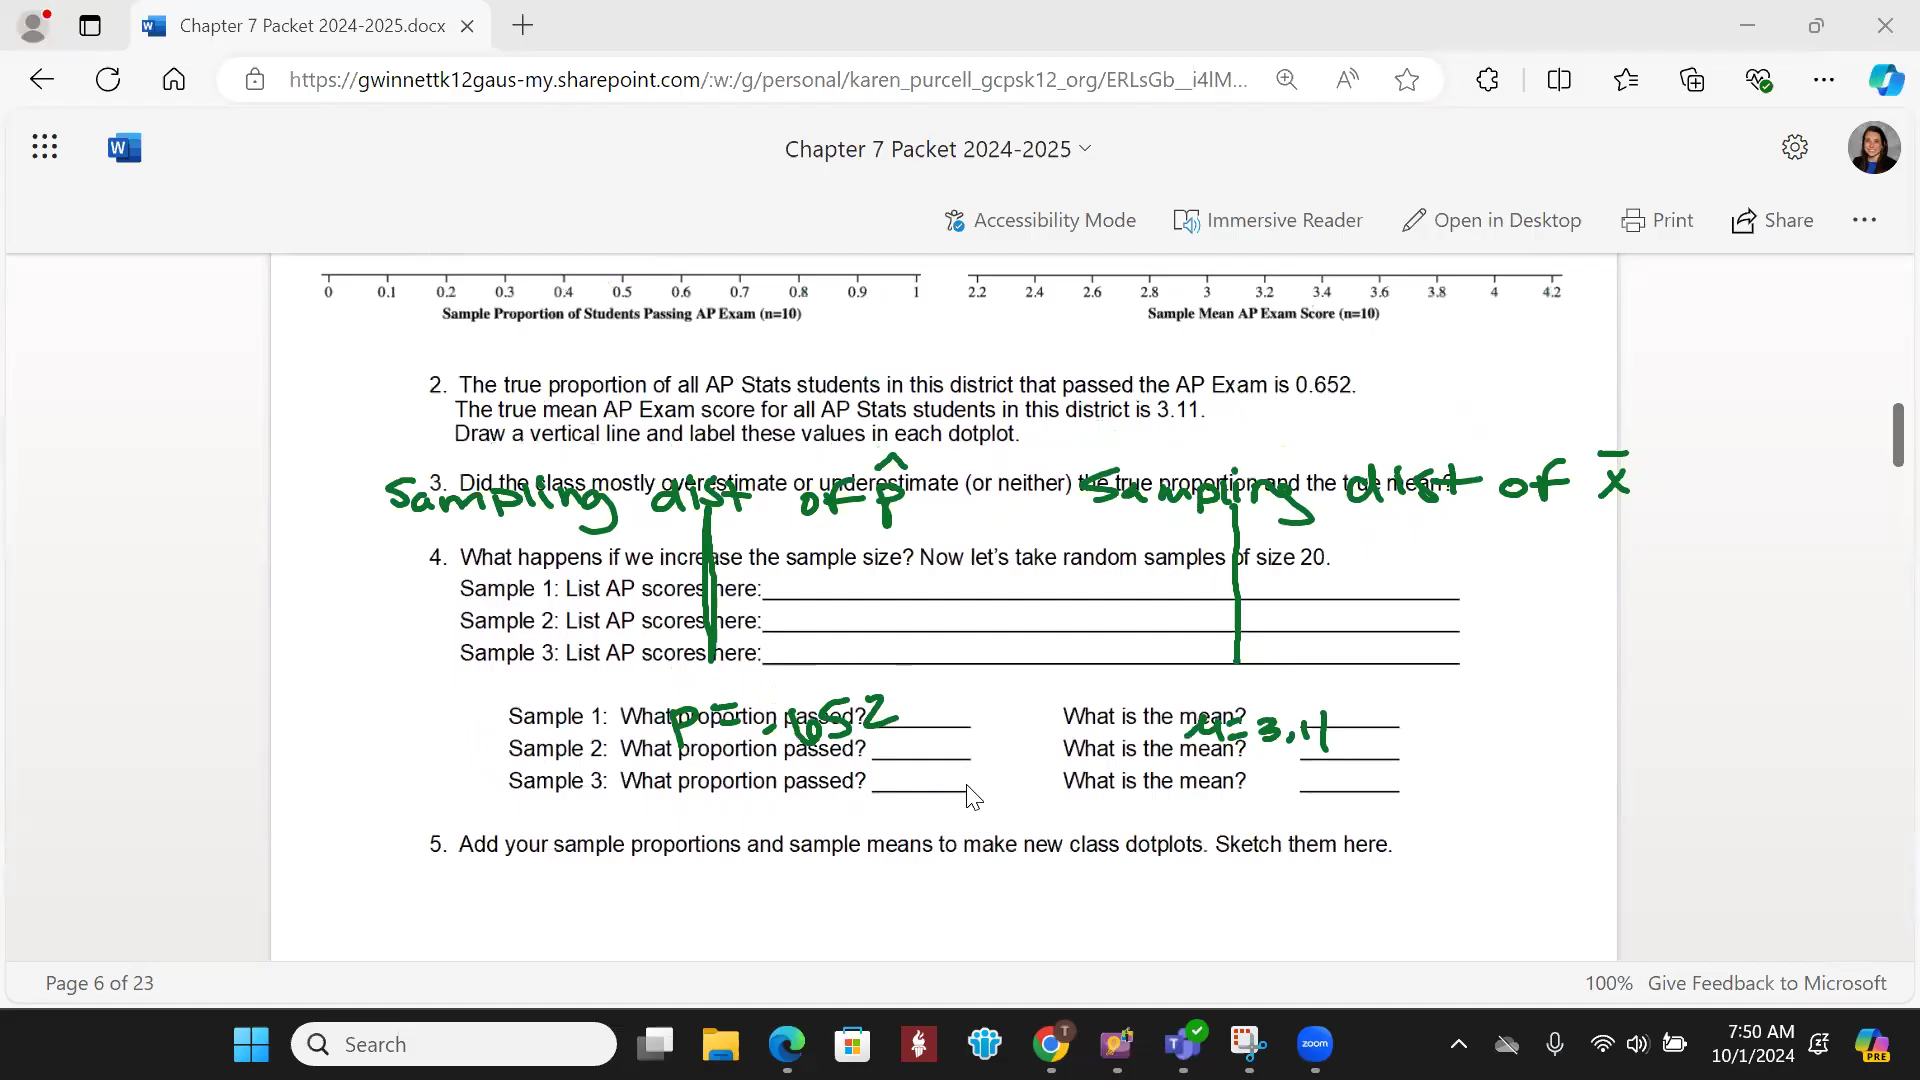 Chapter 7 Packet 2024-2025.docx
https://gwinnettk12gaus-my.sharepoint.com/:w:/g/personal/karen_purcell_gcpsk12_org/ERLsGb__i4lM...
W
Chapter 7 Packet 2024-2025
Accessibility Mode
Immersive Reader
Open in Desktop
Print
Share
0 0.1 0.2 0.3 0.4 0.5 0.6 0.7 0.8 0.9 1
Sample Proportion of Students Passing AP Exam (n=10)
2.2 2.4 2.6 2.8 3 3.2 3.4 3.6 3.8 4 4.2
Sample Mean AP Exam Score (n=10)
2. The true proportion of all AP Stats students in this district that passed the AP Exam is 0.652.
The true mean AP Exam score for all AP Stats students in this district is 3.11.
Draw a vertical line and label these values in each dotplot.
3. Did the class mostly overestimate or underestimate (or neither) the true proportion and the true mean?
sampling dist of p̂
sampling dist of x̅
4. What happens if we increase the sample size? Now let's take random samples of size 20.
Sample 1: List AP scores here:
Sample 2: List AP scores here:
Sample 3: List AP scores here:
Sample 1: What proportion passed? What is the mean?
p = .652
μ = 3.11
Sample 2: What proportion passed? What is the mean?
Sample 3: What proportion passed? What is the mean?
5. Add your sample proportions and sample means to make new class dotplots. Sketch them here.
Page 6 of 23
100% Give Feedback to Microsoft
Search
T
zoom
7:50 AM
10/1/2024
PRE